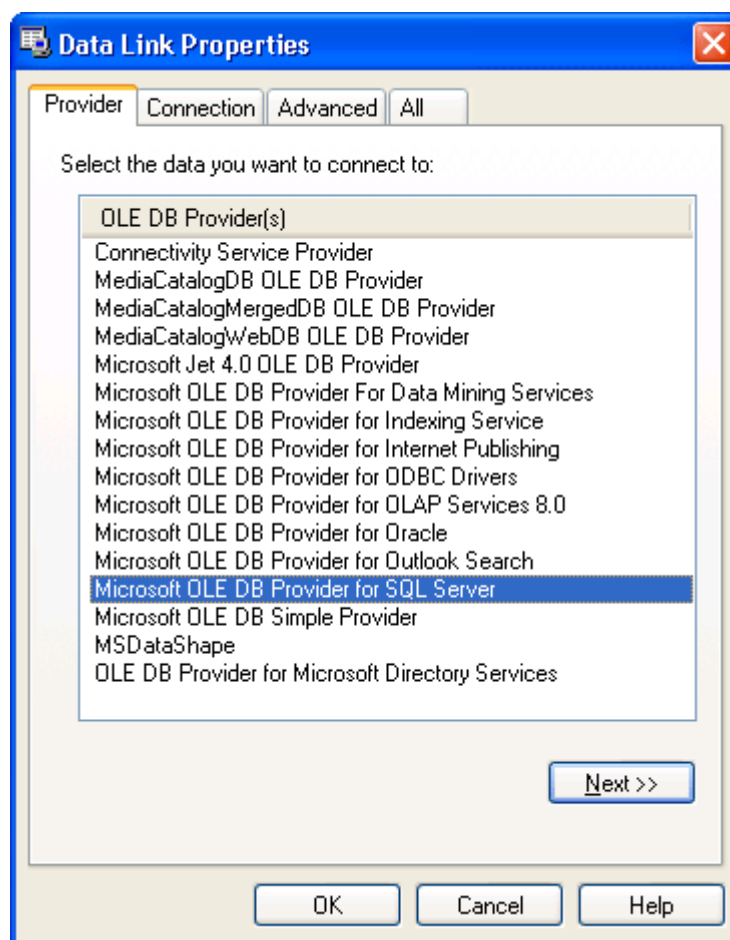 Data Link Properties
Provider Connection Advanced All
Select the data you want to connect to:
OLE DB Provider(s)
Connectivity Service Provider
MediaCatalogDB OLE DB Provider
MediaCatalogMergedDB OLE DB Provider
MediaCatalogWebDB OLE DB Provider
Microsoft Jet 4.0 OLE DB Provider
Microsoft OLE DB Provider For Data Mining Services
Microsoft OLE DB Provider for Indexing Service
Microsoft OLE DB Provider for Internet Publishing
Microsoft OLE DB Provider for ODBC Drivers
Microsoft OLE DB Provider for OLAP Services 8.0
Microsoft OLE DB Provider for Oracle
Microsoft OLE DB Provider for Outlook Search
Microsoft OLE DB Provider for SQL Server
Microsoft OLE DB Simple Provider
MSDataShape
OLE DB Provider for Microsoft Directory Services
Next >>
OK Cancel Help